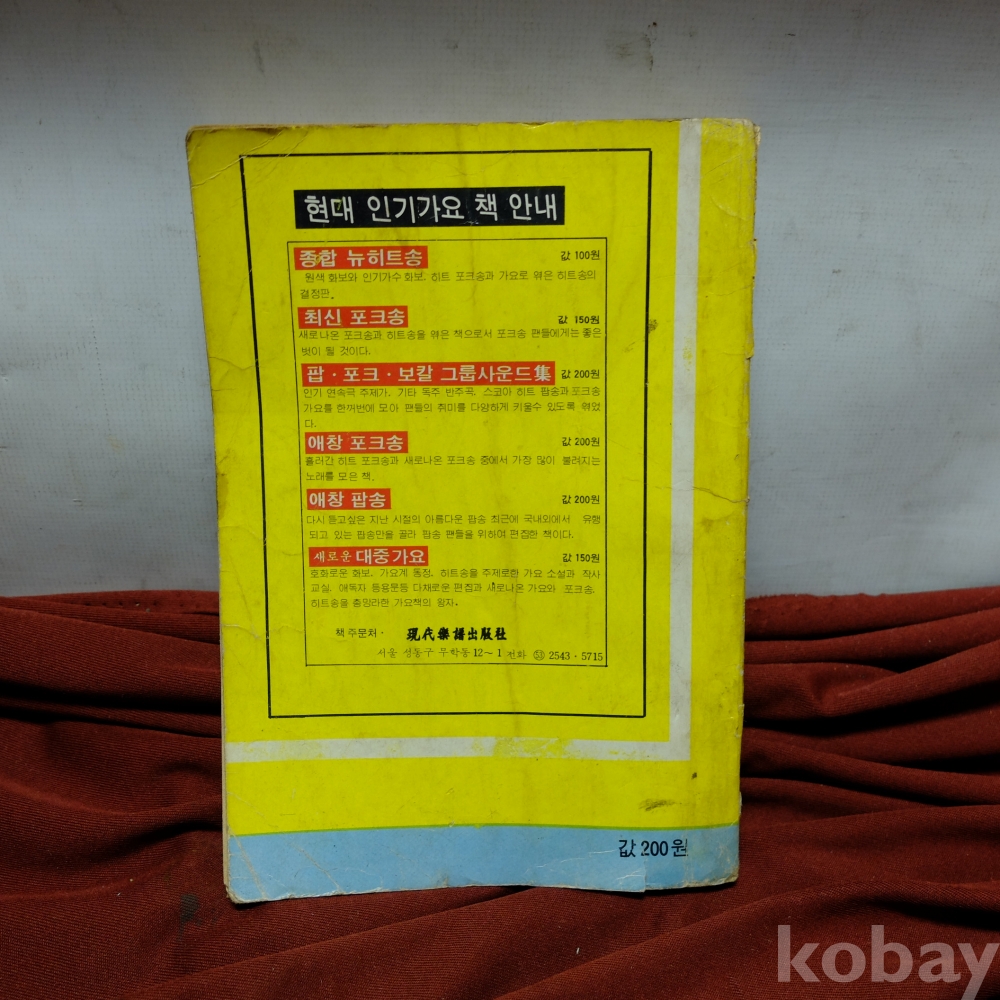 현대 인기가요 책 안내
종합 뉴히트송 값 100원
원색 화보와 인기가수 화보. 히트 포크송과 가요로 엮은 히트송의
결정판.
최신 포크송 값 150원
새로나온 포크송과 히트송을 엮은 책으로서 포크송 팬들에게는 좋은
벗이 될 것이다.
팝·포크·보칼 그룹사운드集 값 200원
인기 연속극 주제가. 기타 독주 반주곡. 스코아 히트 팝송과 포크송
가요를 한꺼번에 모아 팬들의 취미를 다양하게 키울수 있도록 엮었
다.
애창 포크송 값 200원
흘러간 히트 포크송과 새로나온 포크송 중에서 가장 많이 불러지는
노래를 모은 책.
애창 팝송 값 200원
다시 듣고싶은 지난 시절의 아름다운 팝송 최근에 국내외에서 유행
되고 있는 팝송만을 골라 팝송 팬들을 위하여 편집한 책이다.
새로운 대중가요 값 150원
호화로운 화보. 가요계 동정. 히트송을 주제로한 가요 소설과 작사
교실. 애독자 등용문등 다채로운 편집과 새로나온 가요와 포크송.
히트송을 총망라한 가요책의 왕자.
책 주문처· 現代樂譜出版社
서울 성동구 무학동 12~1 전화 53 2543·5715
값 200원
kobay